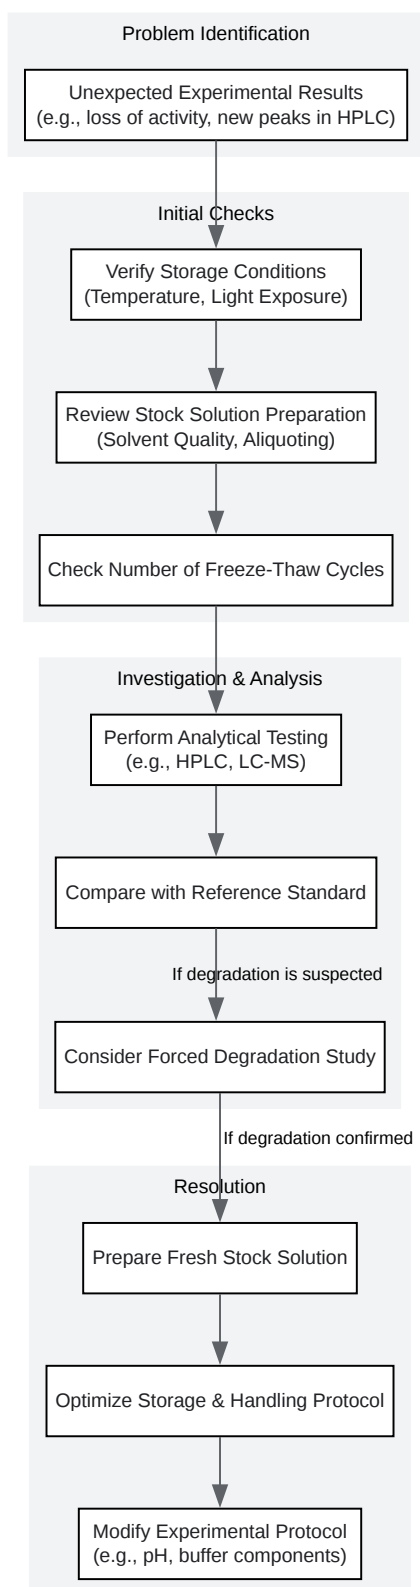 Problem Identification
Unexpected Experimental Results
(e.g., loss of activity, new peaks in HPLC)
Initial Checks
Verify Storage Conditions
(Temperature, Light Exposure)
Review Stock Solution Preparation
(Solvent Quality, Aliquoting)
Check Number of Freeze-Thaw Cycles
Investigation & Analysis
Perform Analytical Testing
(e.g., HPLC, LC-MS)
Compare with Reference Standard
If degradation is suspected
Consider Forced Degradation Study
If degradation confirmed
Resolution
Prepare Fresh Stock Solution
Optimize Storage & Handling Protocol
Modify Experimental Protocol
(e.g., pH, buffer components)